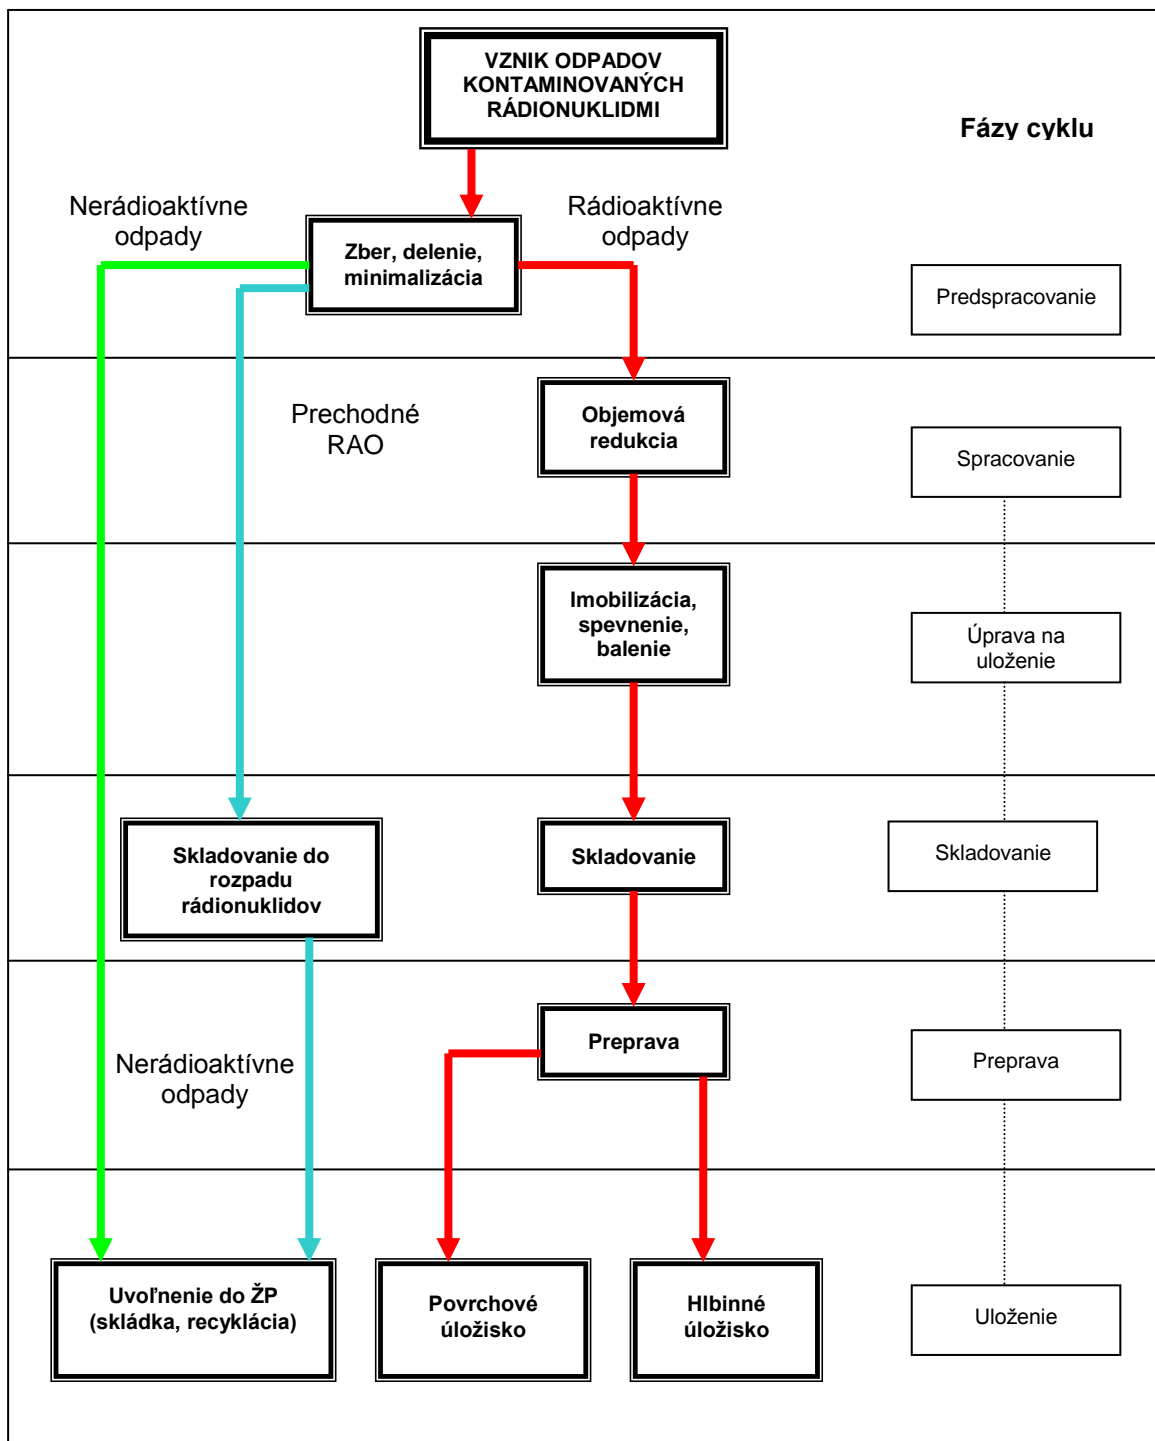 VZNIK ODPADOV
KONTAMINOVANÝCH
RÁDIONUKLIDMI
Fázy cyklu
Nerádioaktívne
odpady
Rádioaktívne
odpady
Zber, delenie,
minimalizácia
Predspracovanie
Prechodné
RAO
Objemová
redukcia
Spracovanie
Imobilizácia,
spevnenie,
balenie
Úprava na
uloženie
Skladovanie do
rozpadu
rádionuklidov
Skladovanie
Skladovanie
Nerádioaktívne
odpady
Preprava
Preprava
Uvoľnenie do ŽP
(skládka, recyklácia)
Povrchové
úložisko
Hlbinné
úložisko
Uloženie